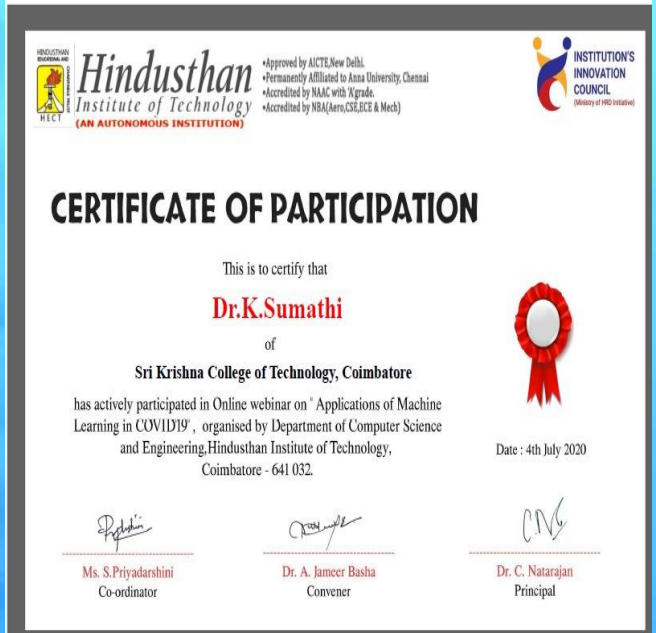 HINDUSTHAN
EDUCATIONAL AND
CHARITABLE TRUST
HECT
Hindusthan
Institute of Technology
(AN AUTONOMOUS INSTITUTION)
•Approved by AICTE,New Delhi.
•Permanently Affiliated to Anna University, Chennai
•Accredited by NAAC with 'A'grade.
•Accredited by NBA(Aero,CSE,ECE & Mech)
INSTITUTION'S
INNOVATION
COUNCIL
(Ministry of HRD Initiative)
CERTIFICATE OF PARTICIPATION
This is to certify that
Dr.K.Sumathi
of
Sri Krishna College of Technology, Coimbatore
has actively participated in Online webinar on " Applications of Machine
Learning in COVID19" , organised by Department of Computer Science
and Engineering,Hindusthan Institute of Technology,
Coimbatore - 641 032.
Date : 4th July 2020
Ms. S.Priyadarshini
Co-ordinator
Dr. A. Jameer Basha
Convener
Dr. C. Natarajan
Principal